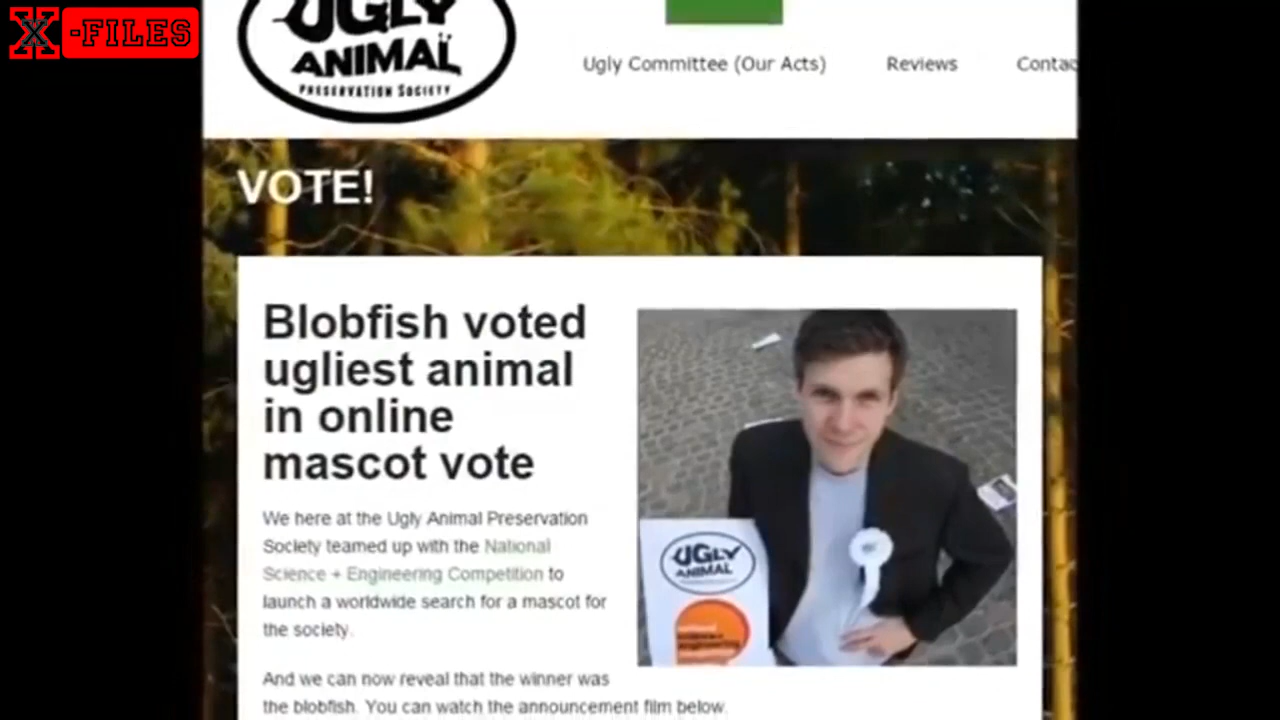 X-FILES
UGLY
ANIMAL
PRESERVATION SOCIETY
Ugly Committee (Our Acts) Reviews Contac
VOTE!
Blobfish voted
ugliest animal
in online
mascot vote
We here at the Ugly Animal Preservation
Society teamed up with the National
Science + Engineering Competition to
launch a worldwide search for a mascot for
the society.
And we can now reveal that the winner was
the blobfish. You can watch the announcement film below.
UGLY
ANIMAL